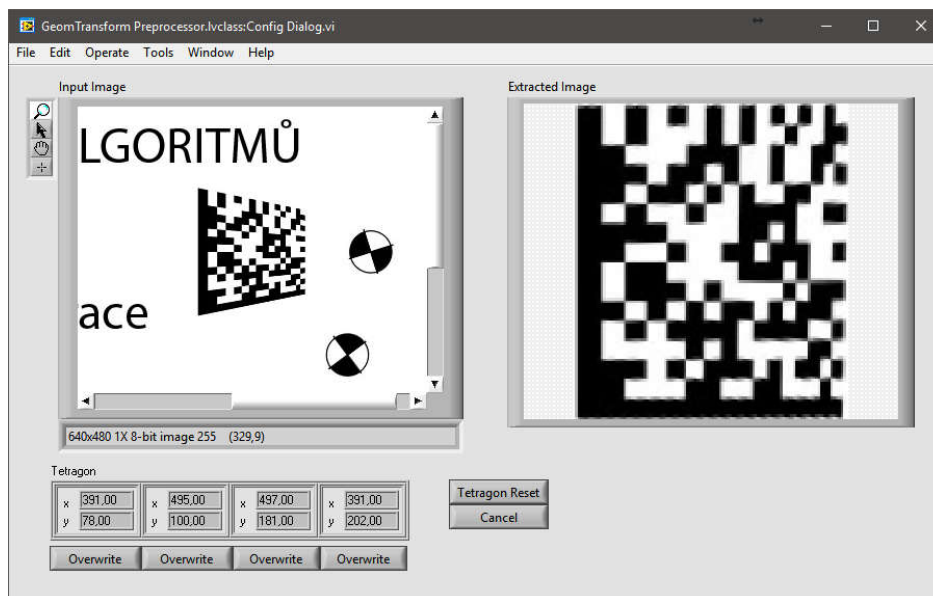 GeomTransform Preprocessor.lvclass:Config Dialog.vi
File Edit Operate Tools Window Help
Input Image
Extracted Image
LGORITMŮ
ace
640x480 1X 8-bit image 255 (329,9)
Tetragon
x 391,00 x 495,00 x 497,00 x 391,00
y 78,00 y 100,00 y 181,00 y 202,00
Tetragon Reset
Cancel
Overwrite Overwrite Overwrite Overwrite